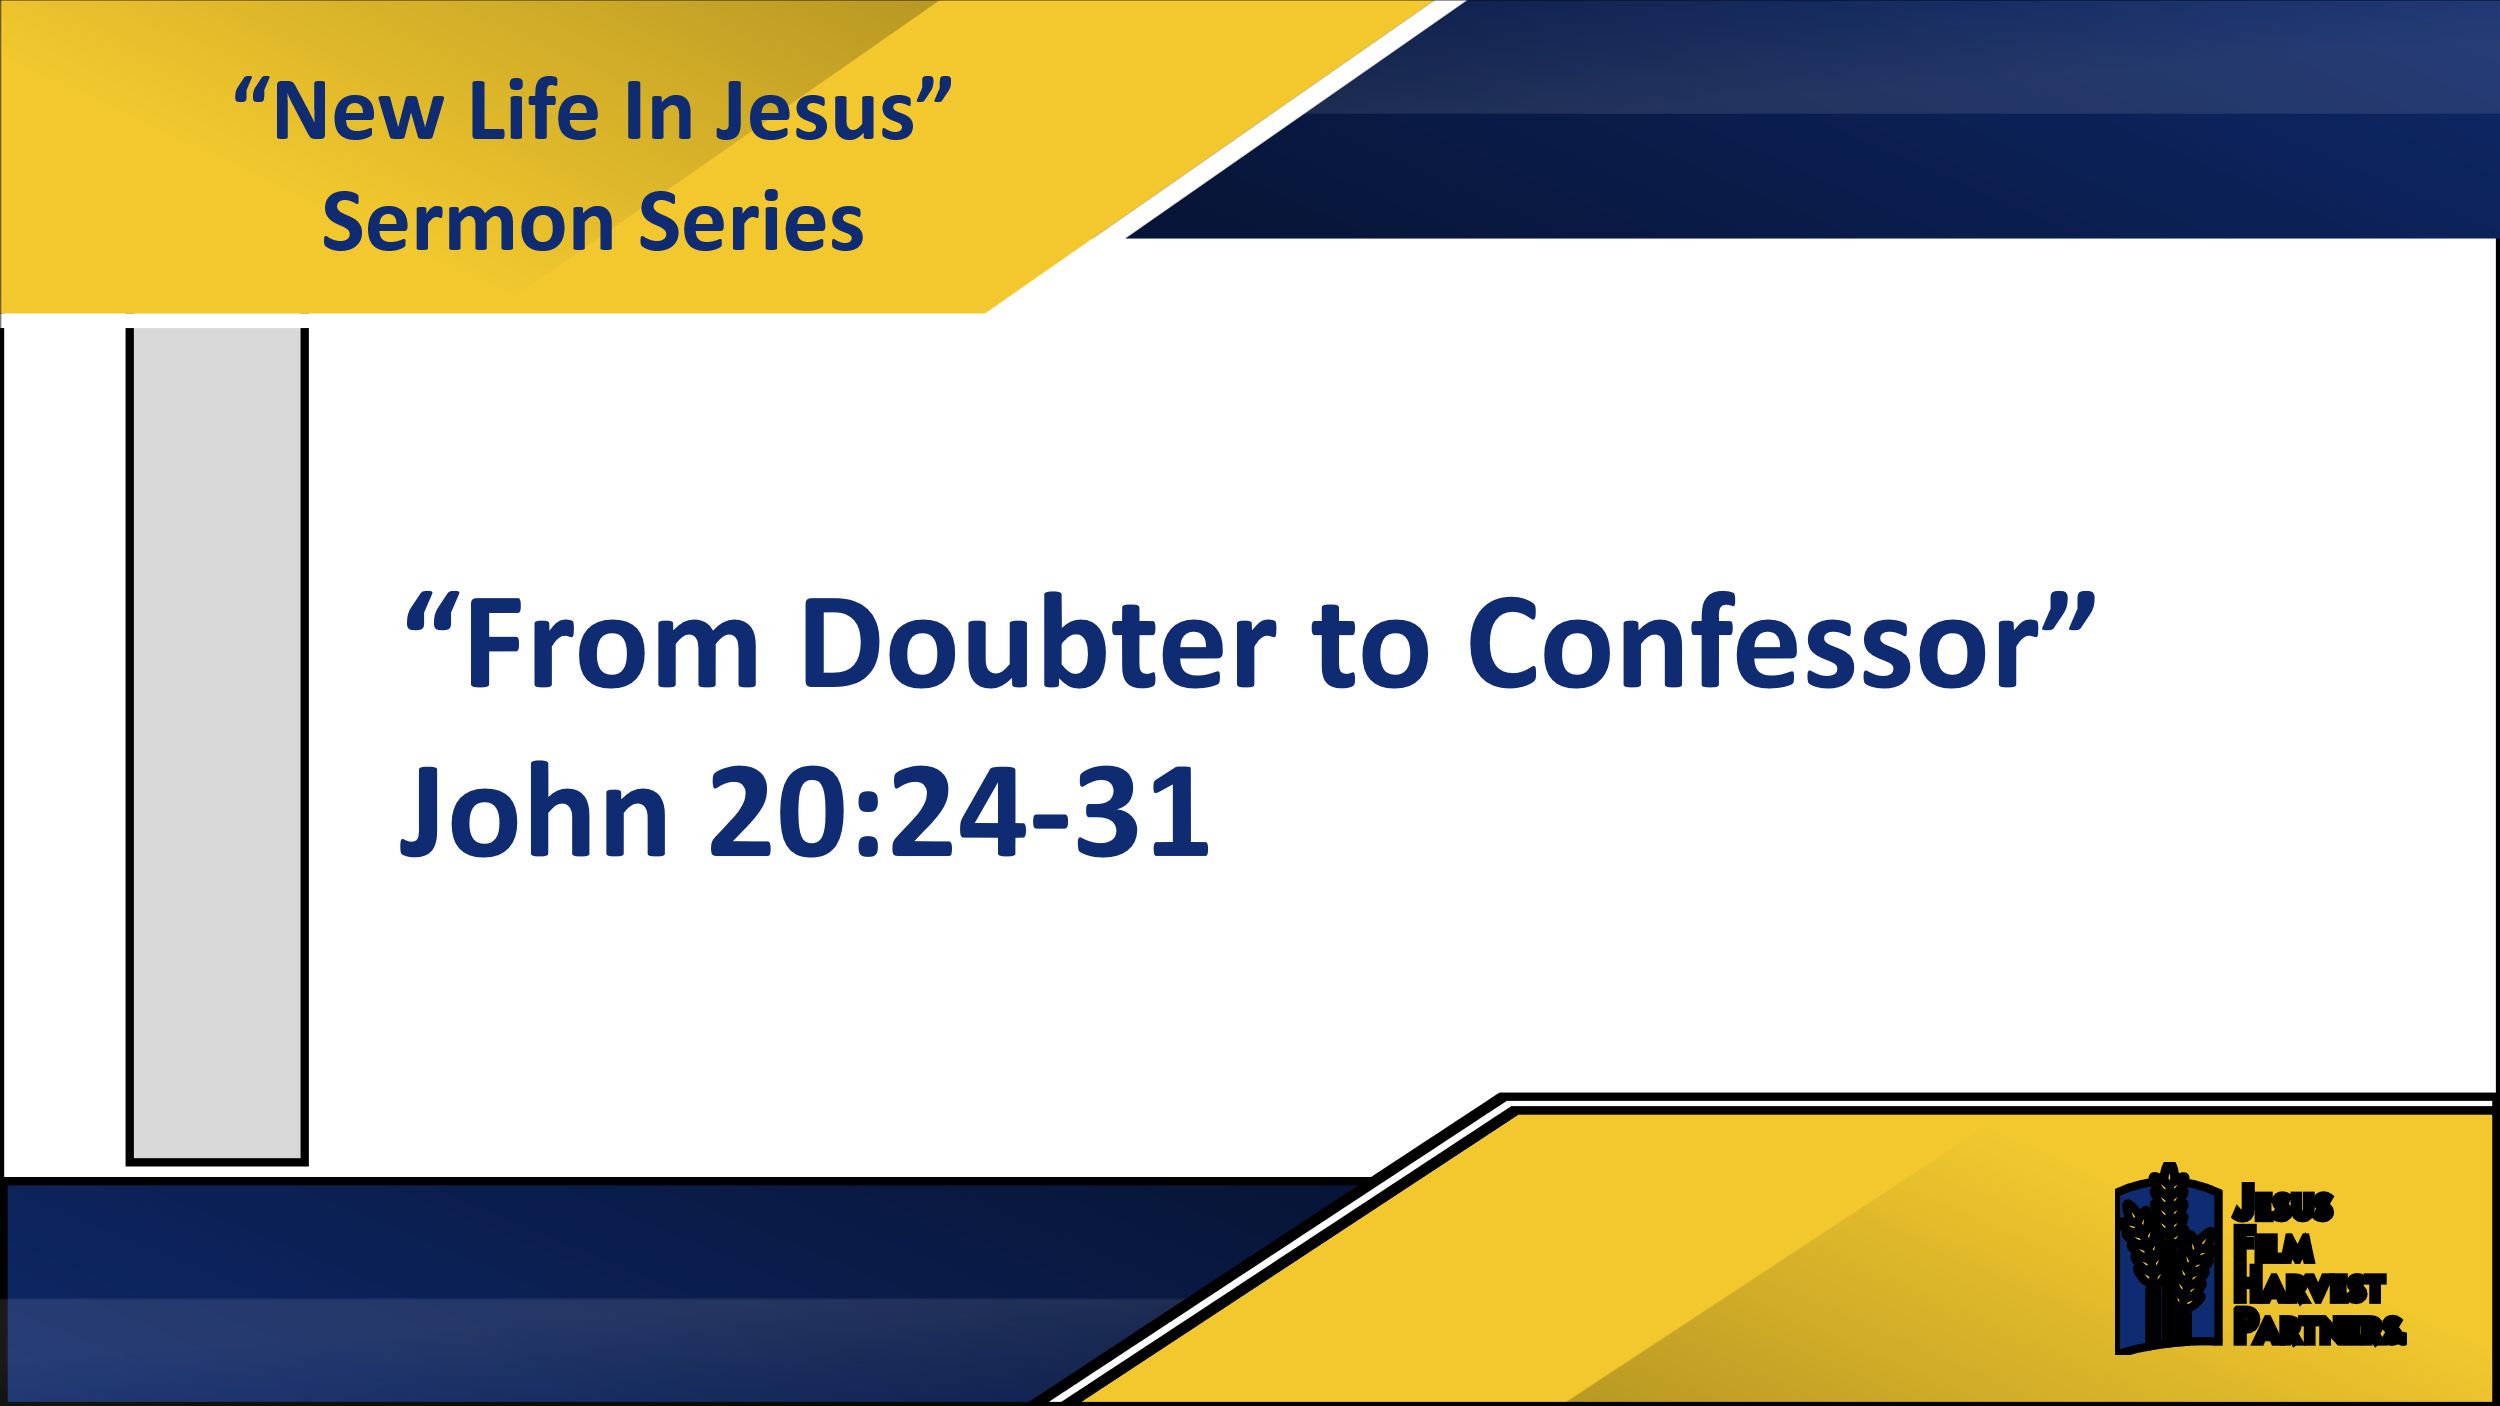 “New Life In Jesus”
Sermon Series
“From Doubter to Confessor”
John 20:24-31
Jesus
Film
Harvest
Partners